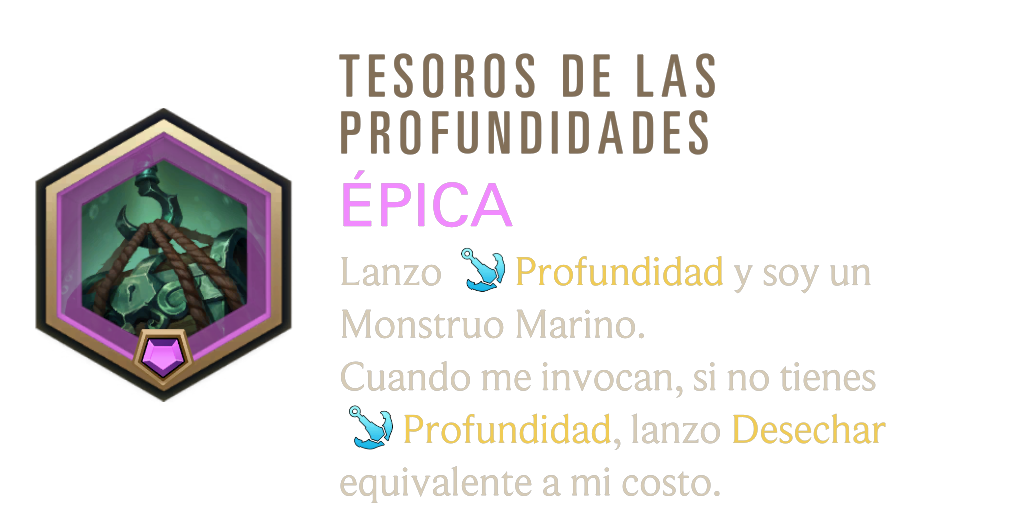 TESOROS DE LAS
PROFUNDIDADES
ÉPICA
Lanzo Profundidad y soy un
Monstruo Marino.
Cuando me invocan, si no tienes
Profundidad, lanzo Desechar
equivalente a mi costo.